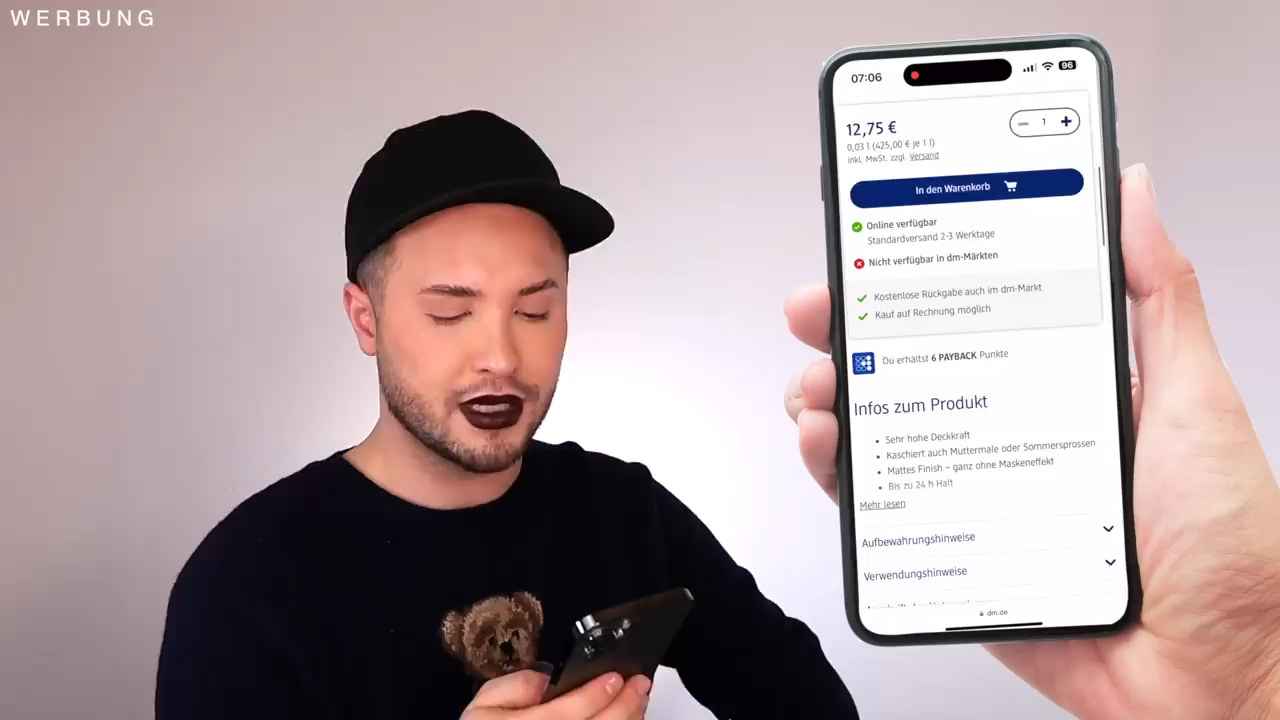 WERBUNG
07:06
96
12,75 €
1
0,03 l (425,00 € je 1 l)
inkl. MwSt. zzgl. Versand
In den Warenkorb
Online verfügbar
Standardversand 2-3 Werktage
Nicht verfügbar in dm-Märkten
Kostenlose Rückgabe auch im dm-Markt
Kauf auf Rechnung möglich
Du erhältst 6 PAYBACK Punkte
Infos zum Produkt
Sehr hohe Deckkraft
Kaschiert auch Muttermale oder Sommersprossen
Mattes Finish – ganz ohne Maskeneffekt
Bis zu 24 h Halt
Mehr lesen
Aufbewahrungshinweise
Verwendungshinweise
dm.de